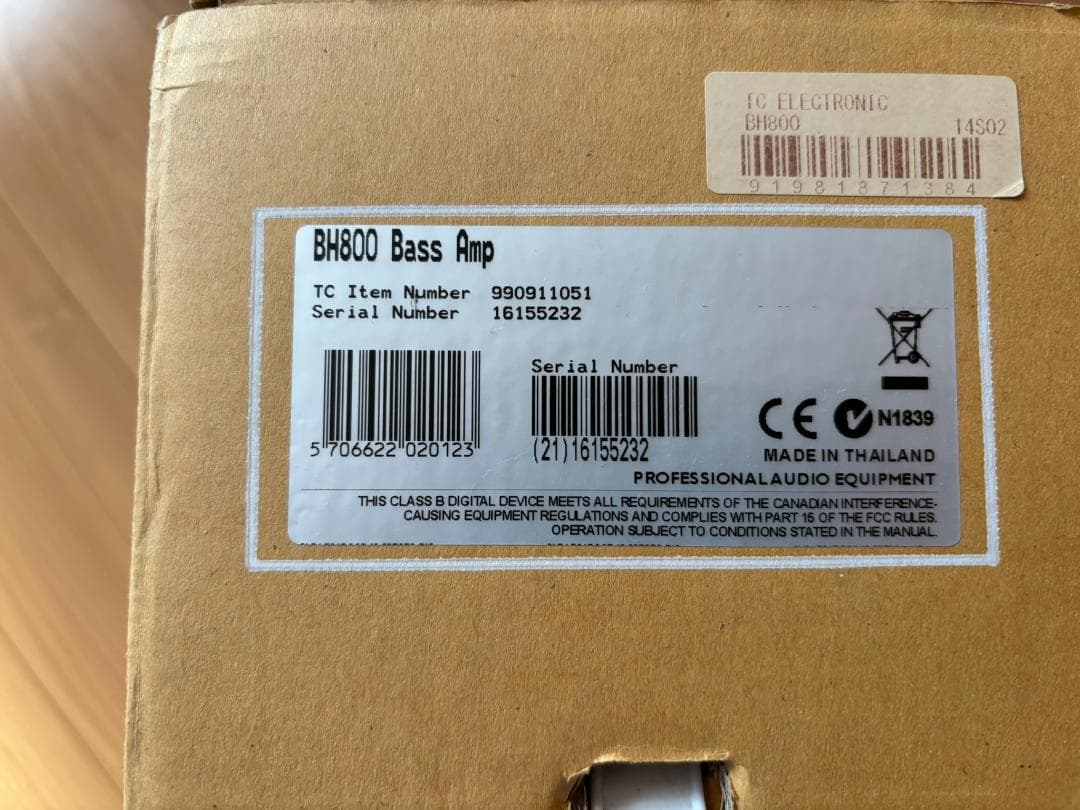 TC ELECTRONIC
BH800 14S02
91981871384
BH800 Bass Amp
TC Item Number 990911051
Serial Number 16155232
Serial Number
5 706622 020123
(21)16155232
CE N1839
MADE IN THAILAND
PROFESSIONAL AUDIO EQUIPMENT
THIS CLASS B DIGITAL DEVICE MEETS ALL REQUIREMENTS OF THE CANADIAN INTERFERENCE-
CAUSING EQUIPMENT REGULATIONS AND COMPLIES WITH PART 15 OF THE FCC RULES.
OPERATION SUBJECT TO CONDITIONS STATED IN THE MANUAL.